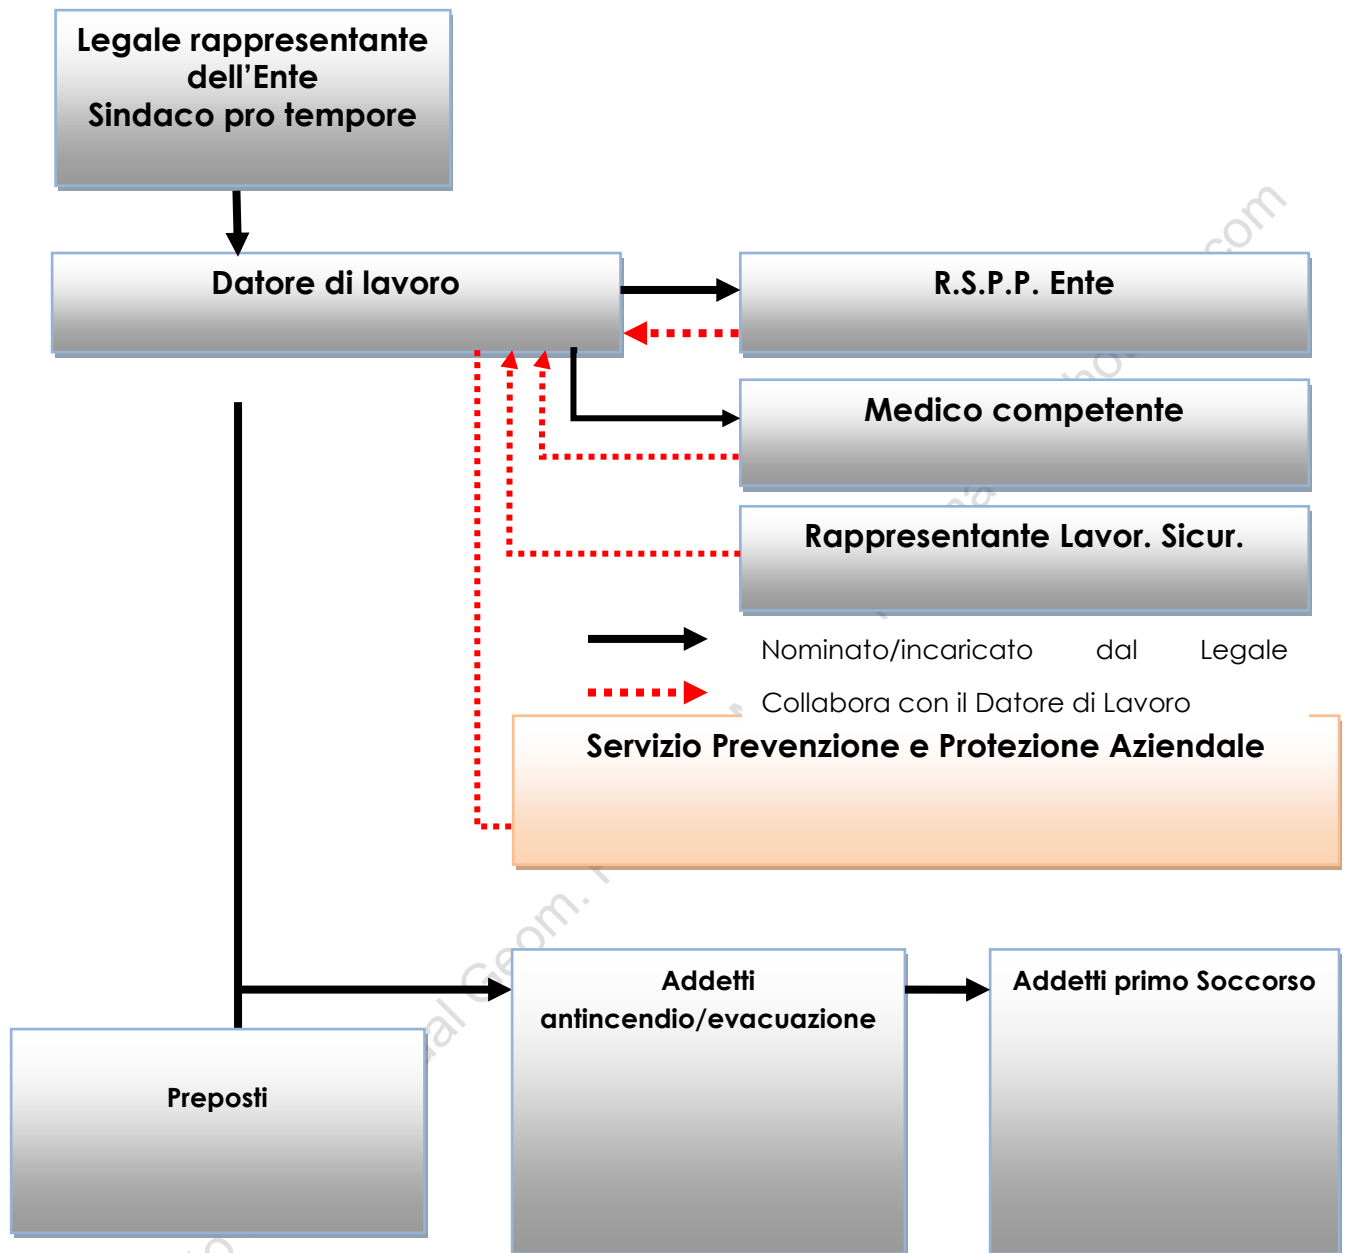 Legale rappresentante
dell’Ente
Sindaco pro tempore
Datore di lavoro
R.S.P.P. Ente
Medico competente
Rappresentante Lavor. Sicur.
Nominato/incaricato dal Legale
Collabora con il Datore di Lavoro
Servizio Prevenzione e Protezione Aziendale
Addetti
antincendio/evacuazione
Addetti primo Soccorso
Preposti